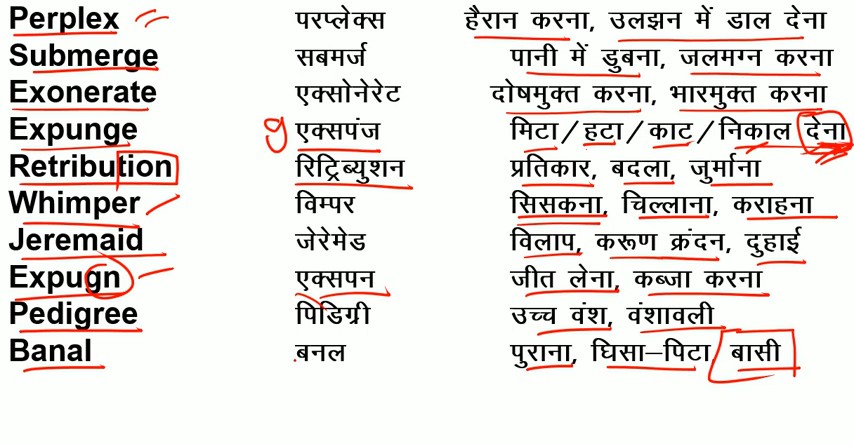 Perplex परप्लेक्स हैरान करना, उलझन में डाल देना
Submerge सबमर्ज पानी में डुबना, जलमग्न करना
Exonerate एक्सोनेरेट दोषमुक्त करना, भारमुक्त करना
Expunge g एक्सपंज मिटा/हटा/काट/निकाल देना
Retribution रिट्रिब्युशन प्रतिकार, बदला, जुर्माना
Whimper विम्पर सिसकना, चिल्लाना, कराहना
Jeremaid जेरेमेड विलाप, करूण क्रंदन, दुहाई
Expugn एक्सपन जीत लेना, कब्जा करना
Pedigree पिडिग्री उच्च वंश, वंशावली
Banal बनल पुराना, घिसा–पिटा बासी